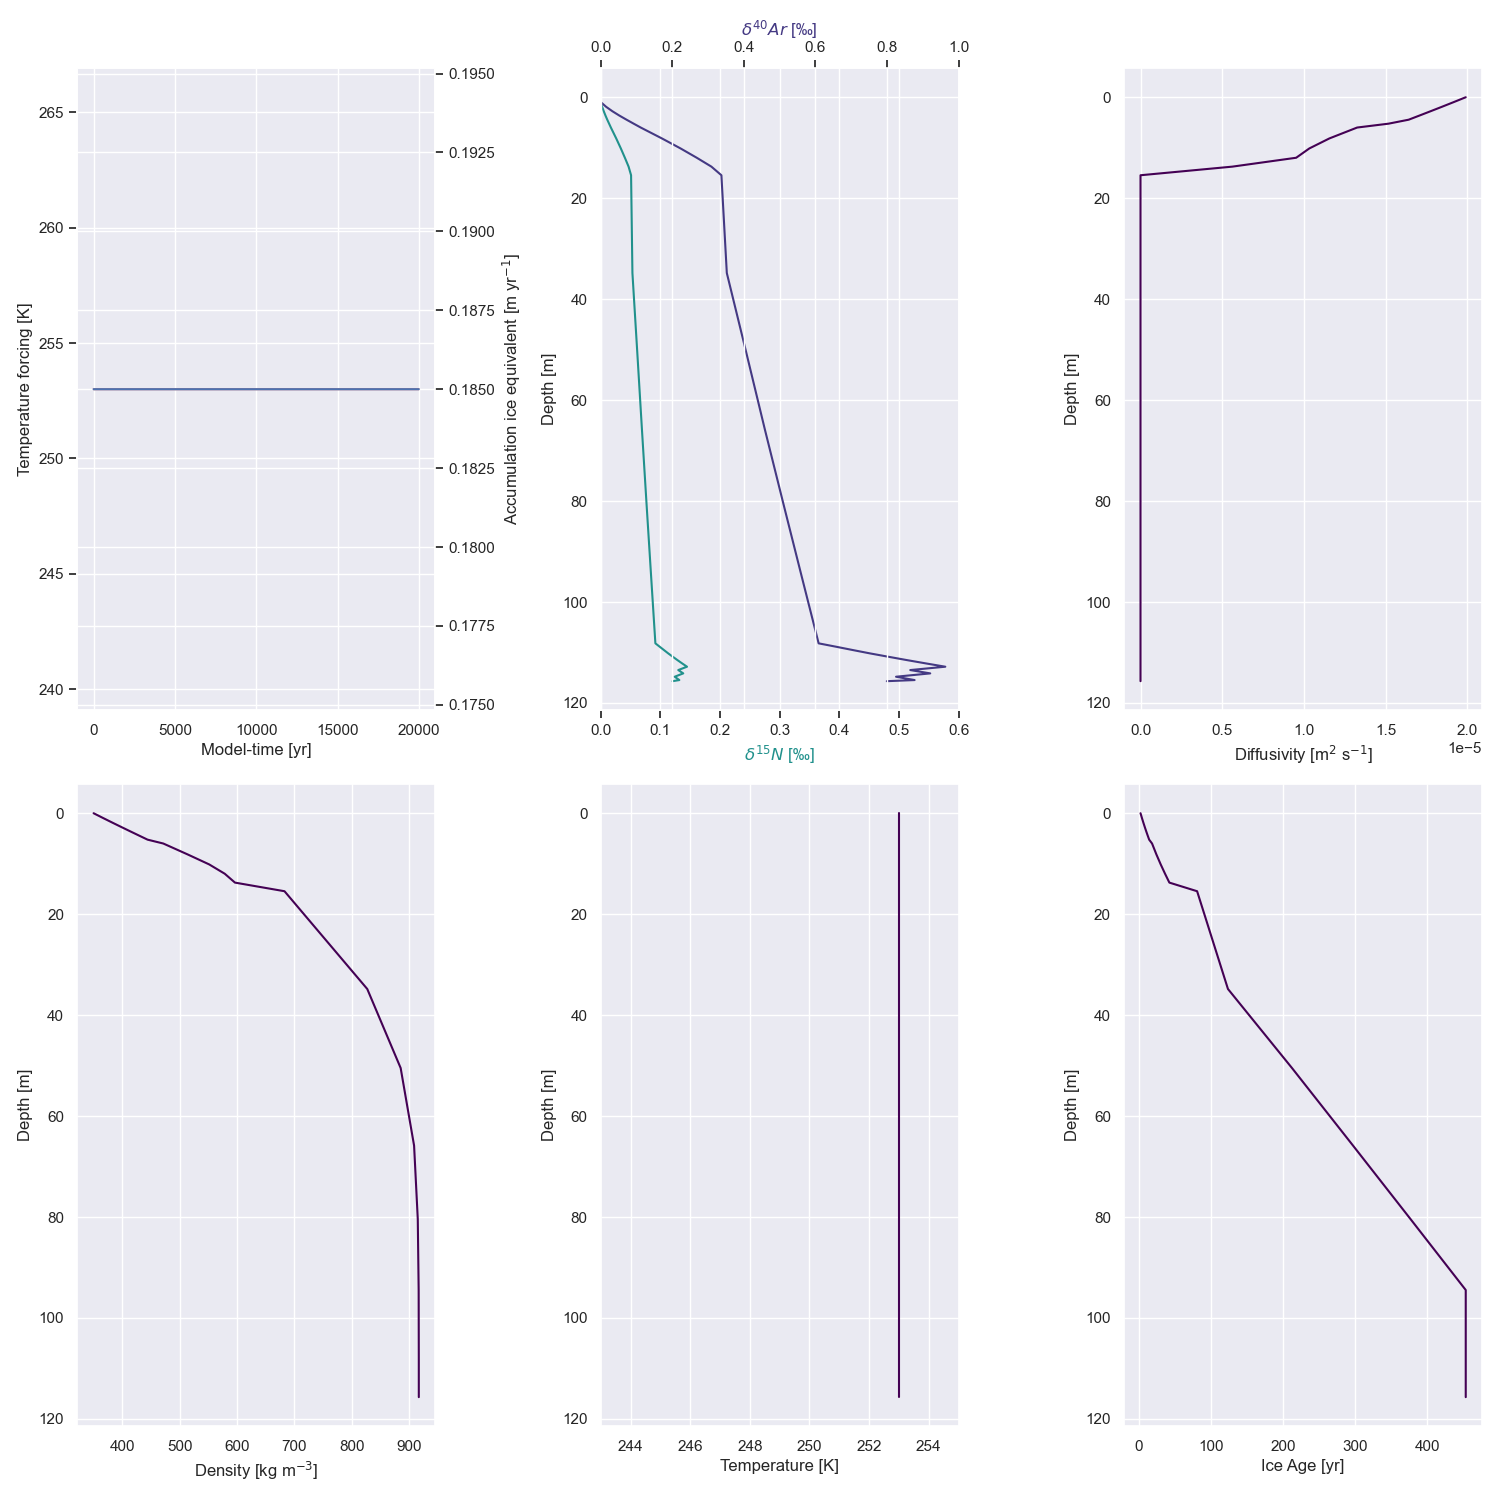 δ⁴⁰Ar [‰]
0.0 0.2 0.4 0.6 0.8 1.0
265
260
255
250
245
240
Temperature forcing [K]
0 5000 10000 15000 20000
Model-time [yr]
0.1950
0.1925
0.1900
0.1875
0.1850
0.1825
0.1800
0.1775
0.1750
Accumulation ice equivalent [m yr⁻¹]
0
20
40
60
80
100
120
Depth [m]
0.0 0.1 0.2 0.3 0.4 0.5 0.6
δ¹⁵N [‰]
0
20
40
60
80
100
120
Depth [m]
0.0 0.5 1.0 1.5 2.0
1e−5
Diffusivity [m² s⁻¹]
0
20
40
60
80
100
120
Depth [m]
400 500 600 700 800 900
Density [kg m⁻³]
0
20
40
60
80
100
120
Depth [m]
244 246 248 250 252 254
Temperature [K]
0
20
40
60
80
100
120
Depth [m]
0 100 200 300 400
Ice Age [yr]